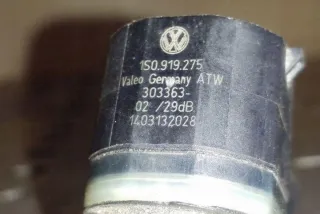 1S0.919.275
Valeo Germany ATW
303363-
02 /29dB
1403132028